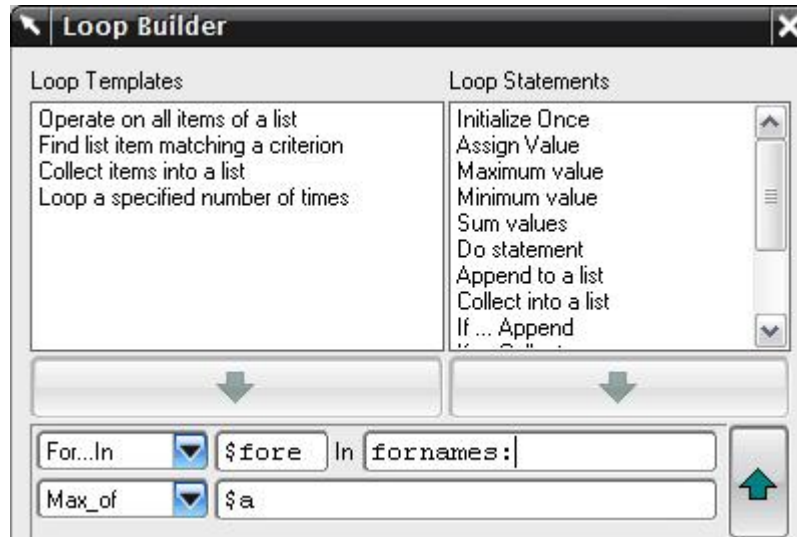 Loop Builder
Loop Templates
Operate on all items of a list
Find list item matching a criterion
Collect items into a list
Loop a specified number of times
Loop Statements
Initialize Once
Assign Value
Maximum value
Minimum value
Sum values
Do statement
Append to a list
Collect into a list
If ... Append
For...In $fore In fornames:
Max_of $a